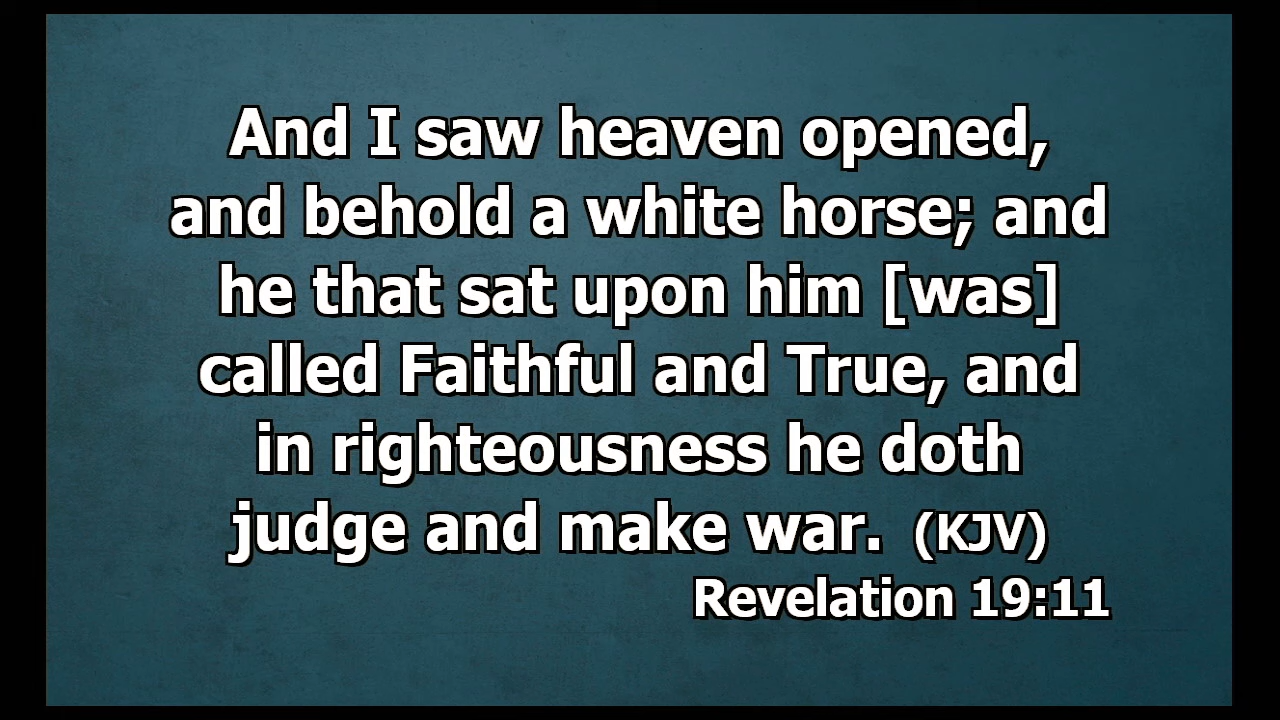 And I saw heaven opened,
and behold a white horse; and
he that sat upon him [was]
called Faithful and True, and
in righteousness he doth
judge and make war. (KJV)
Revelation 19:11